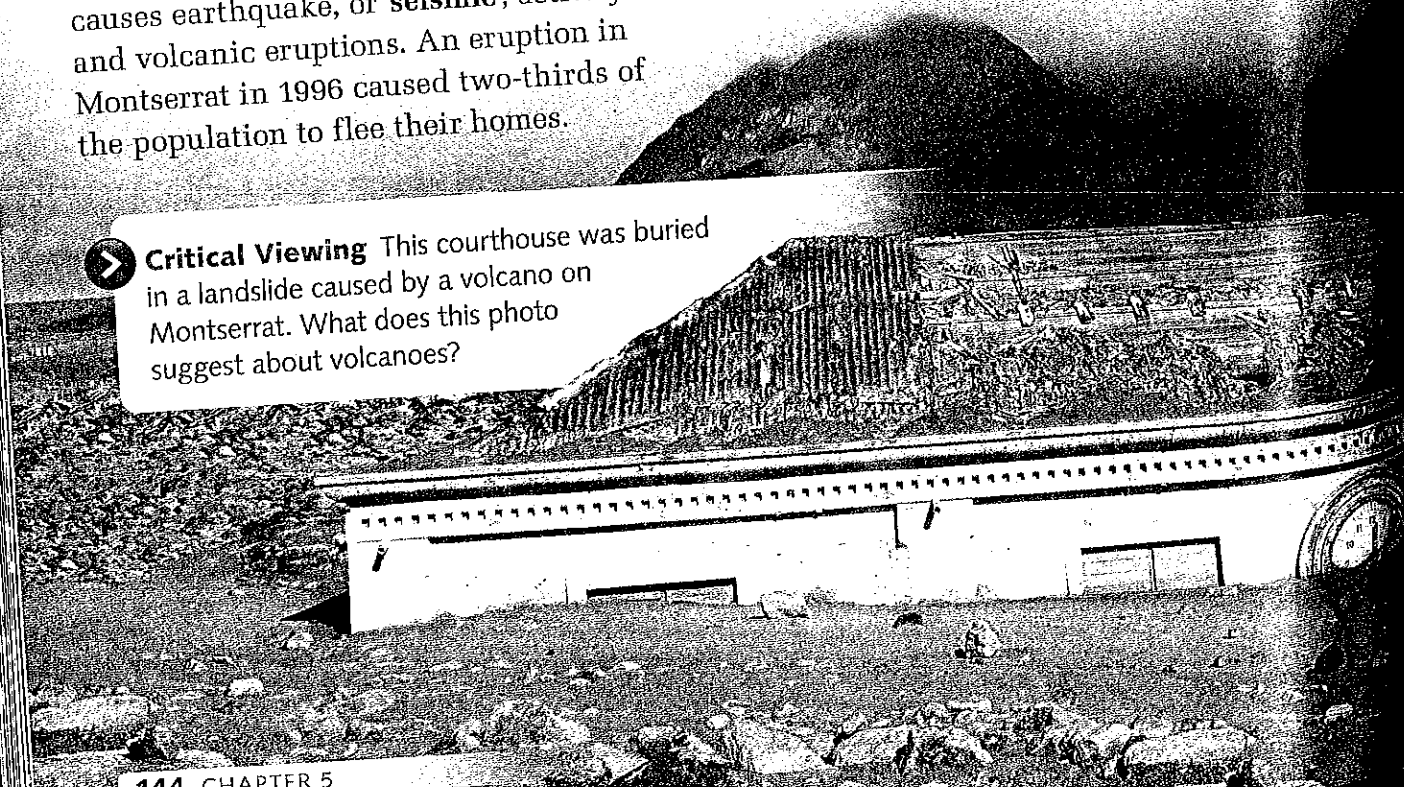 causes earthquake, or seismic,
and volcanic eruptions. An eruption in
Montserrat in 1996 caused two-thirds of
the population to flee their homes.
Critical Viewing This courthouse was buried
in a landslide caused by a volcano on
Montserrat. What does this photo
suggest about volcanoes?
144 CHAPTER 5